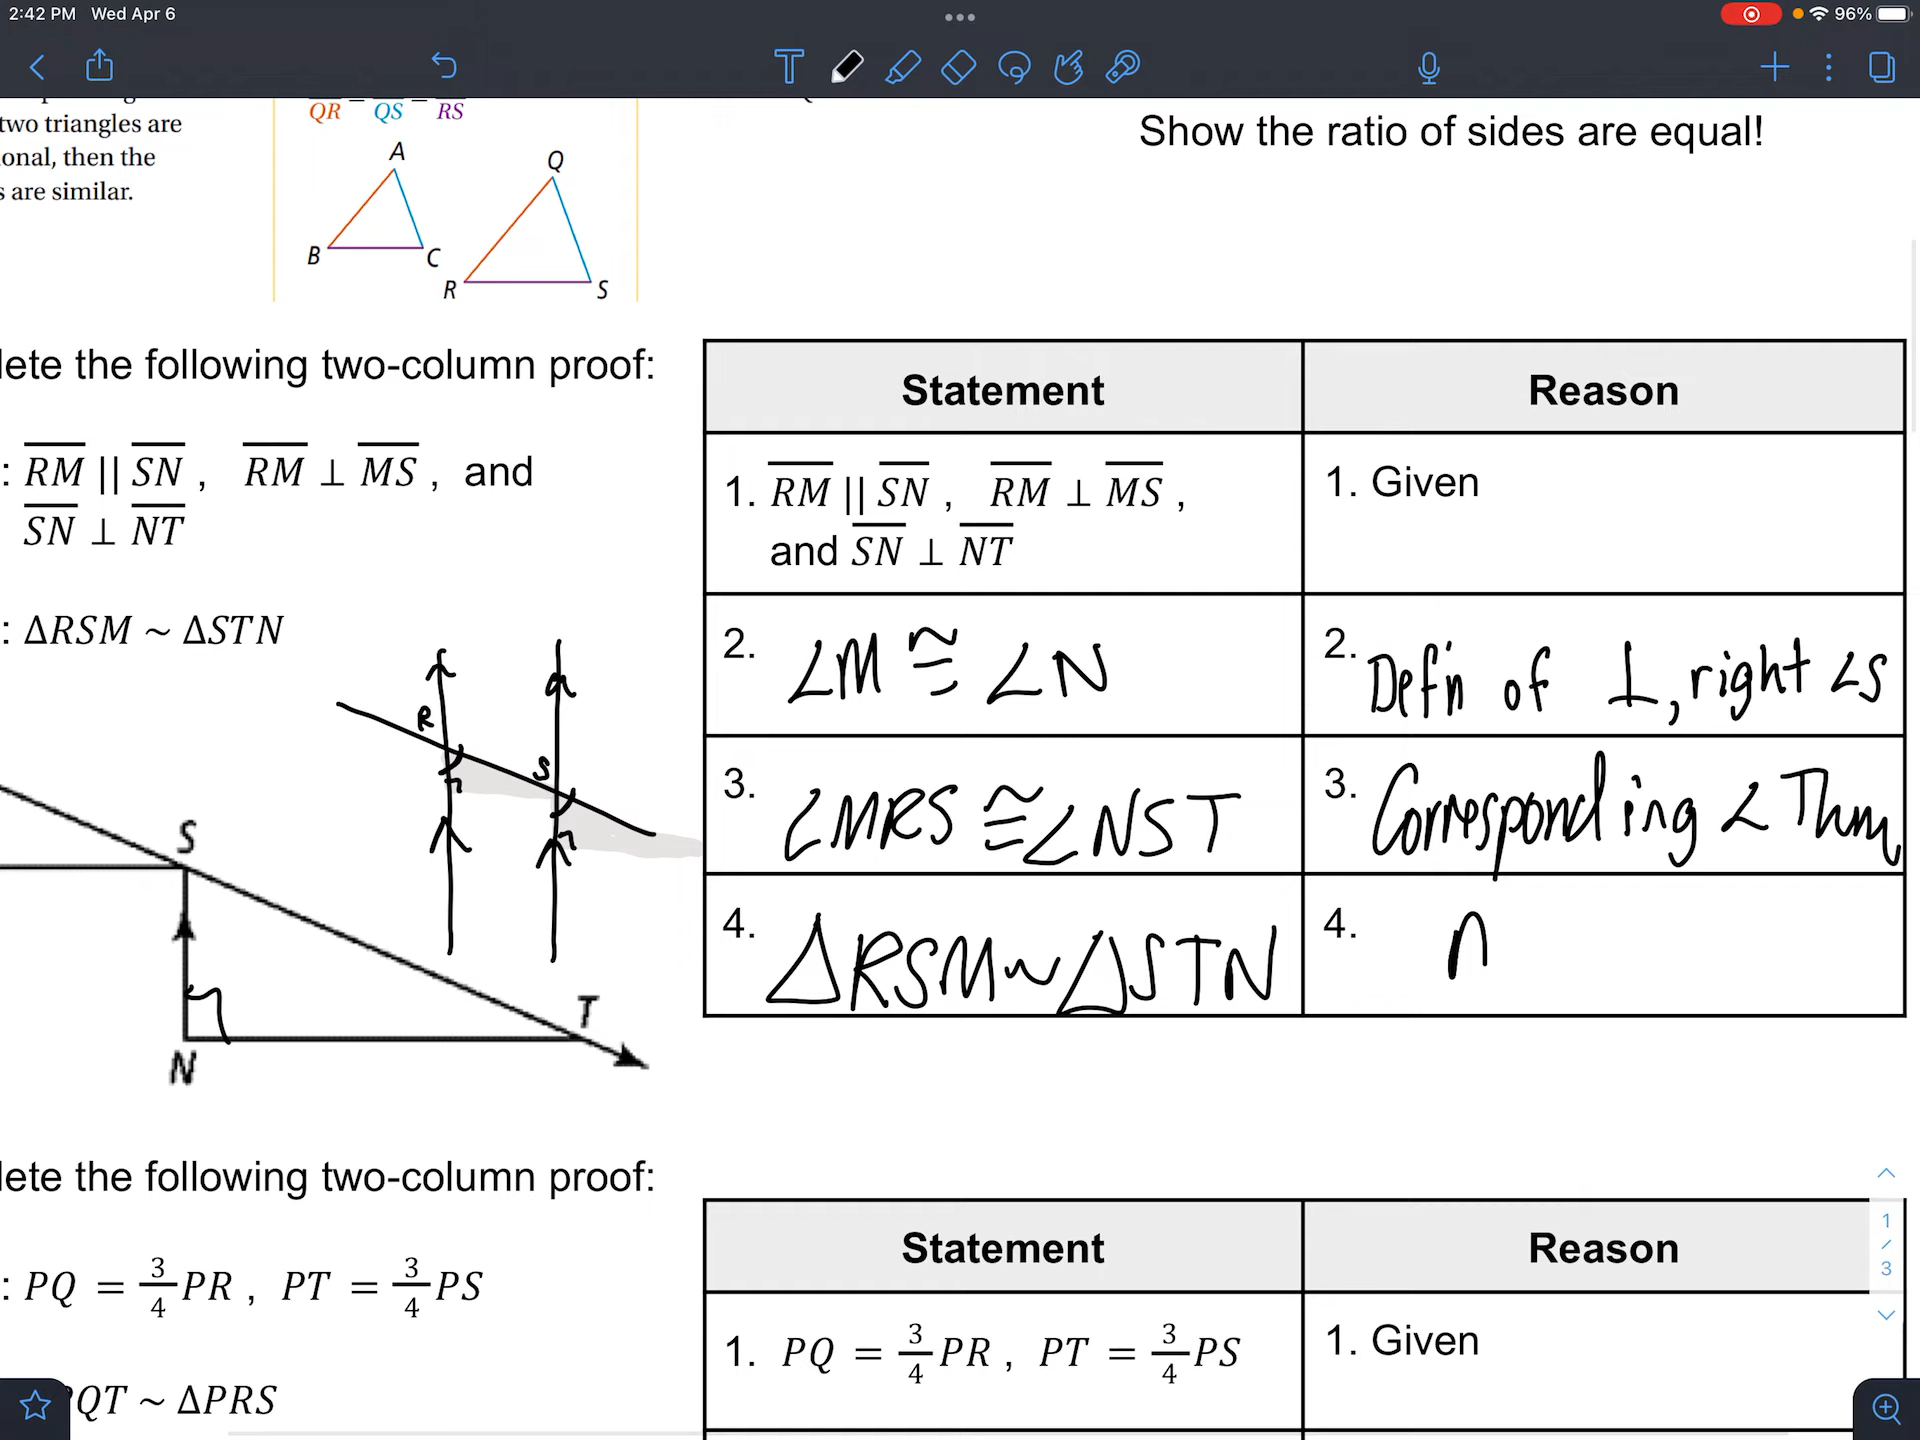 2:42 PM Wed Apr 6
96%
QR QS RS
two triangles are
onal, then the
s are similar.
A
B
C
Q
R
S
Show the ratio of sides are equal!
lete the following two-column proof:
: RM || SN , RM ⊥ MS , and
SN ⊥ NT
: ΔRSM ~ ΔSTN
R
S
S
N
T
Statement Reason
1. RM || SN , RM ⊥ MS ,
and SN ⊥ NT
1. Given
2. ∠M ≅ ∠N
2. Def'n of ⊥, right ∠s
3. ∠MRS ≅ ∠NST
3. Corresponding ∠ Thm
4. ΔRSM ~ ΔSTN
4.
lete the following two-column proof:
: PQ = 3/4 PR , PT = 3/4 PS
QT ~ ΔPRS
Statement Reason
1. PQ = 3/4 PR , PT = 3/4 PS
1. Given
1
/
3